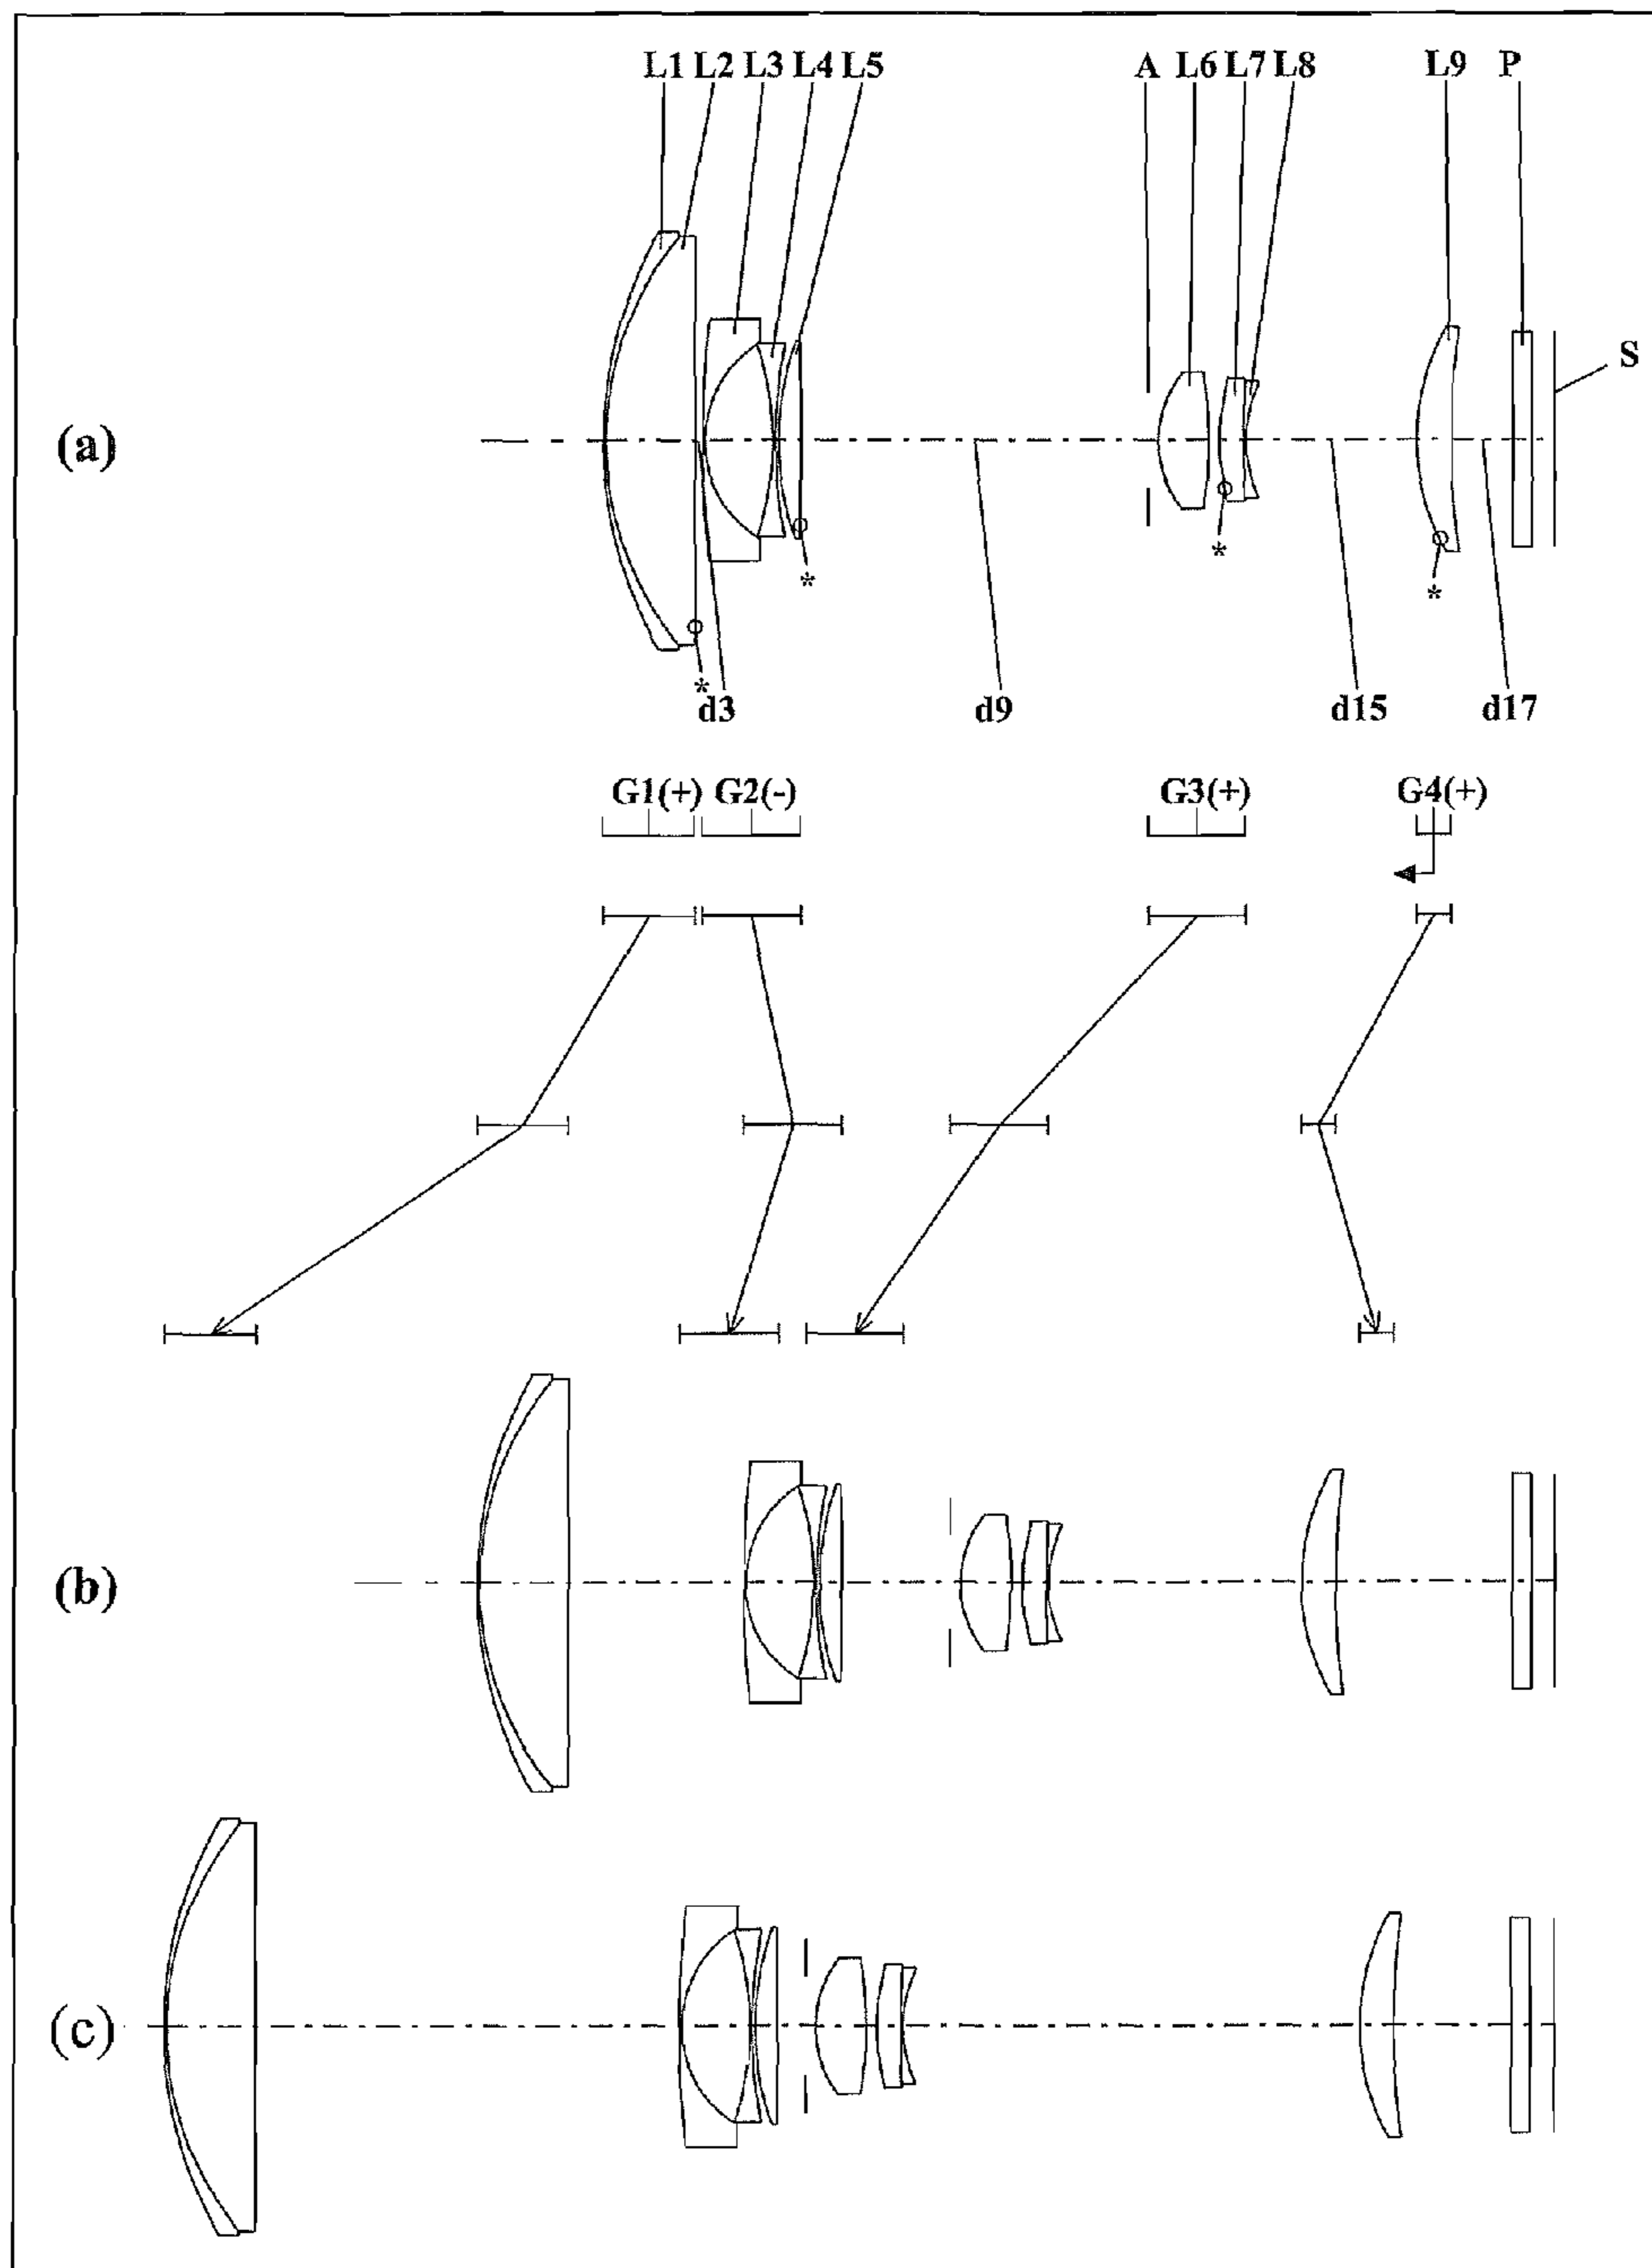 L1 L2 L3 L4 L5 A L6 L7 L8 L9 P
S
(a)
*
*
*
*
d3 d9 d15 d17
G1(+) G2(-) G3(+) G4(+)
(b)
(c)